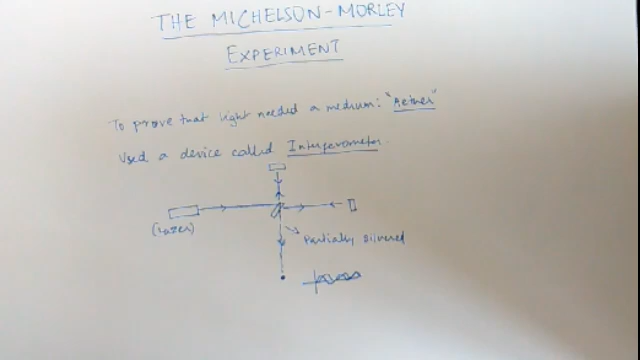 THE MICHELSON-MORLEY
EXPERIMENT
To prove that light needed a medium: "Aether"
Used a device called Interferometer.
(laser)
Partially silvered